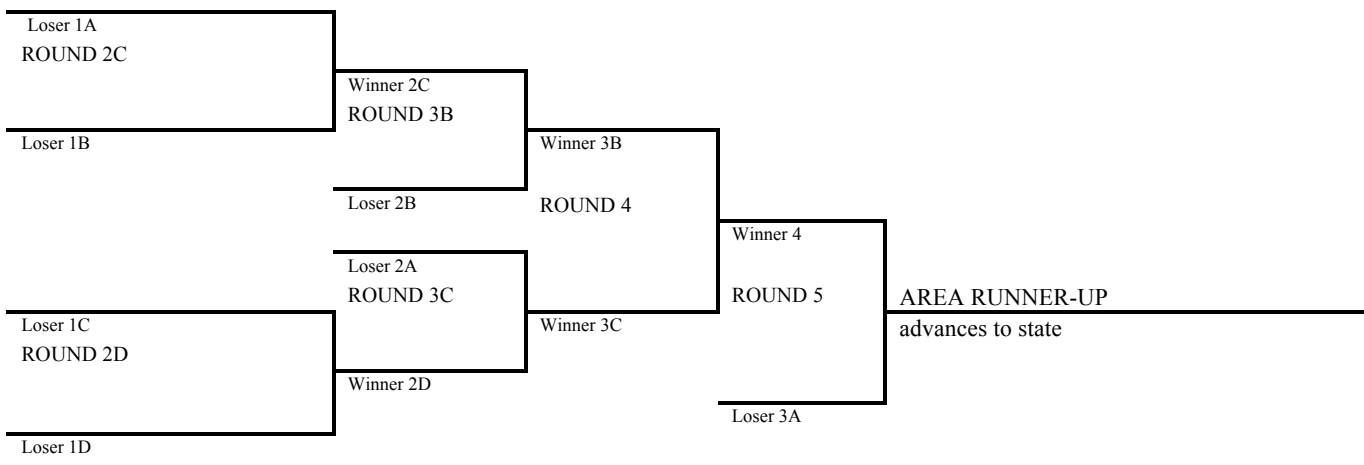 Loser 1A
ROUND 2C
Winner 2C
ROUND 3B
Loser 1B
Winner 3B
Loser 2B
ROUND 4
Winner 4
Loser 2A
ROUND 3C
ROUND 5
AREA RUNNER-UP
Loser 1C
Winner 3C
advances to state
ROUND 2D
Winner 2D
Loser 3A
Loser 1D